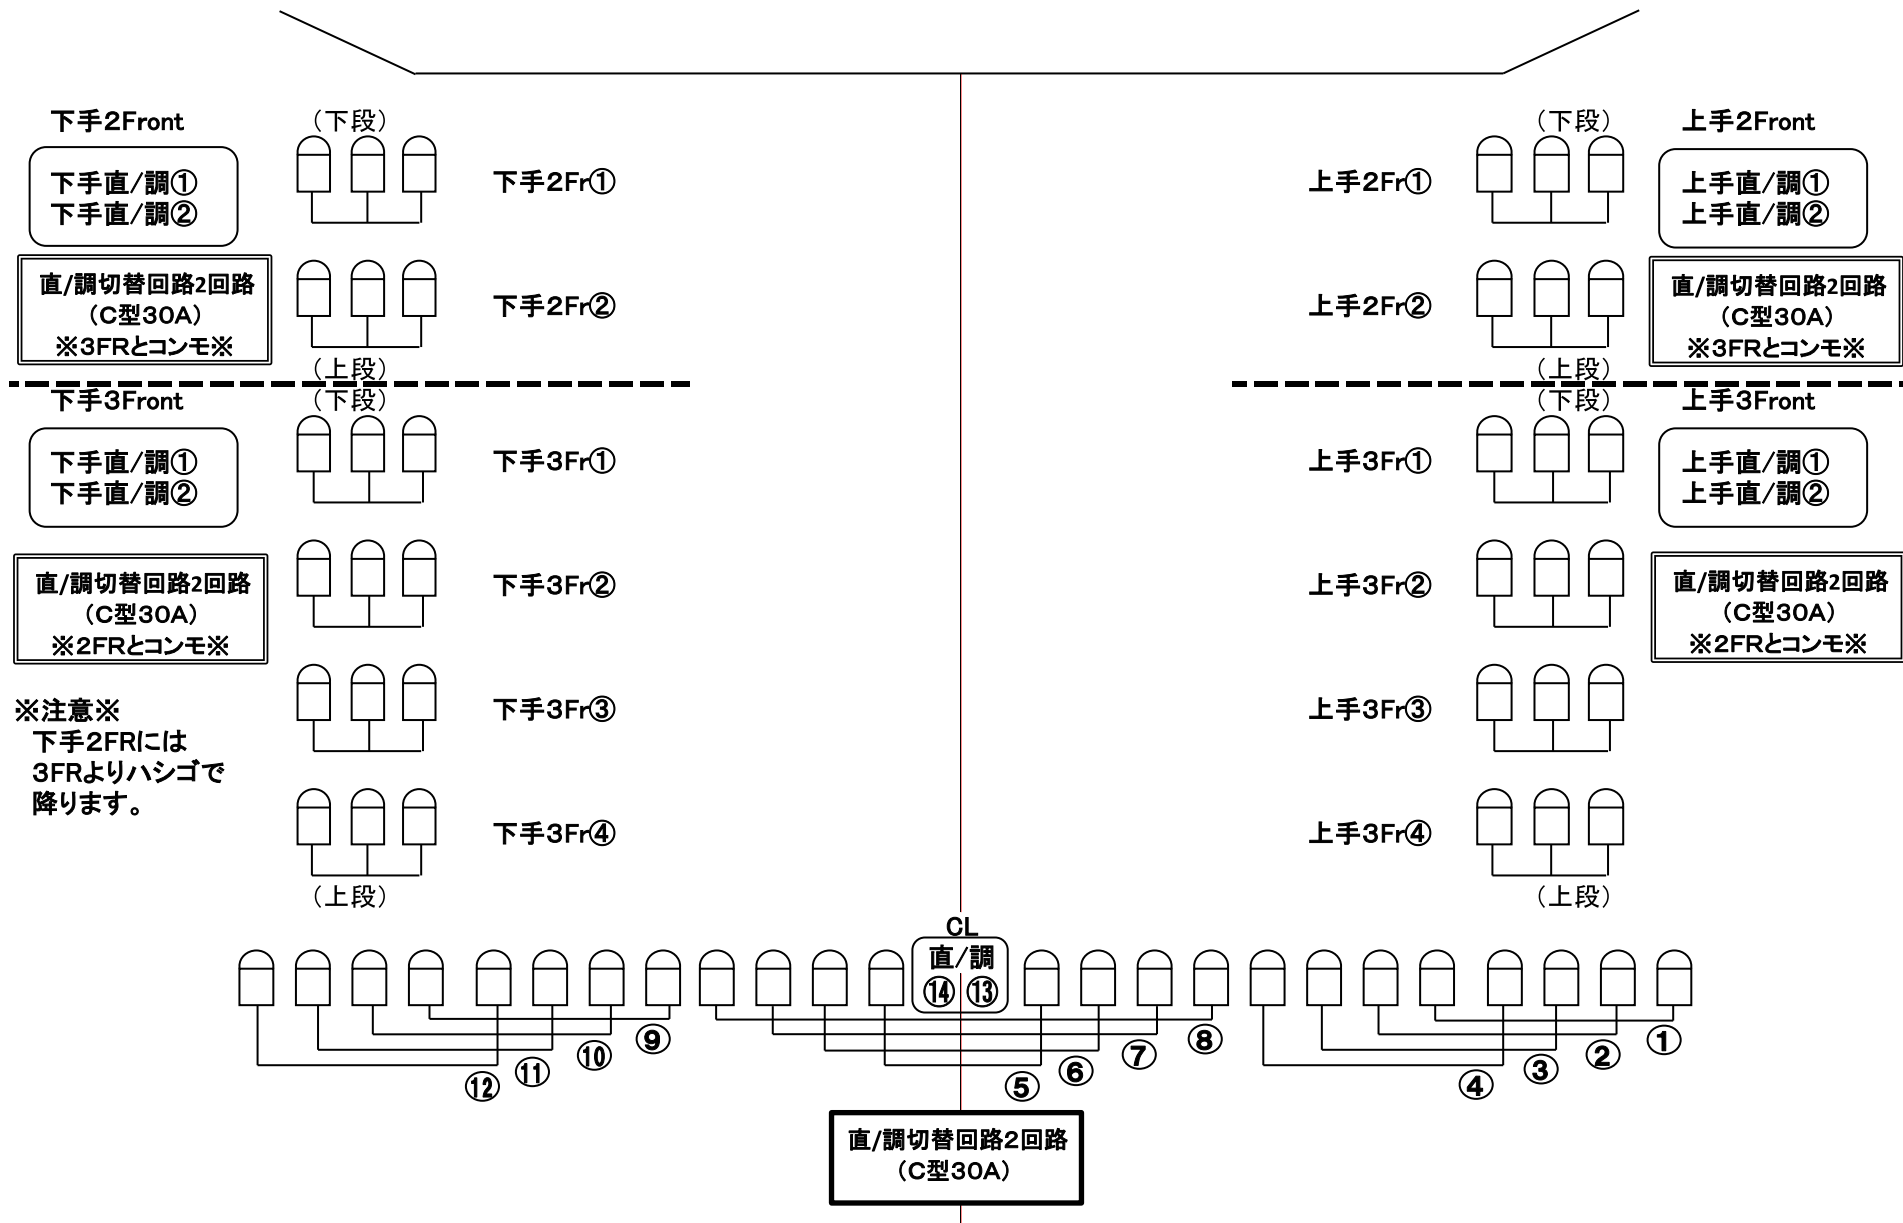 下手2Front
(下段)
下手直/調①
下手直/調②
下手2Fr①
直/調切替回路2回路
(C型30A)
※3FRとコンモ※
下手2Fr②
(上段)
下手3Front
(下段)
下手直/調①
下手直/調②
下手3Fr①
直/調切替回路2回路
(C型30A)
※2FRとコンモ※
下手3Fr②
※注意※
下手2FRには
3FRよりハシゴで
降ります。
下手3Fr③
下手3Fr④
(上段)
(下段)
上手2Front
上手2Fr①
上手直/調①
上手直/調②
上手2Fr②
直/調切替回路2回路
(C型30A)
※3FRとコンモ※
(上段)
(下段)
上手3Front
上手3Fr①
上手直/調①
上手直/調②
上手3Fr②
直/調切替回路2回路
(C型30A)
※2FRとコンモ※
上手3Fr③
上手3Fr④
(上段)
CL
直/調
⑭ ⑬
⑫ ⑪ ⑩ ⑨ ⑤ ⑥ ⑦ ⑧ ④ ③ ② ①
直/調切替回路2回路
(C型30A)